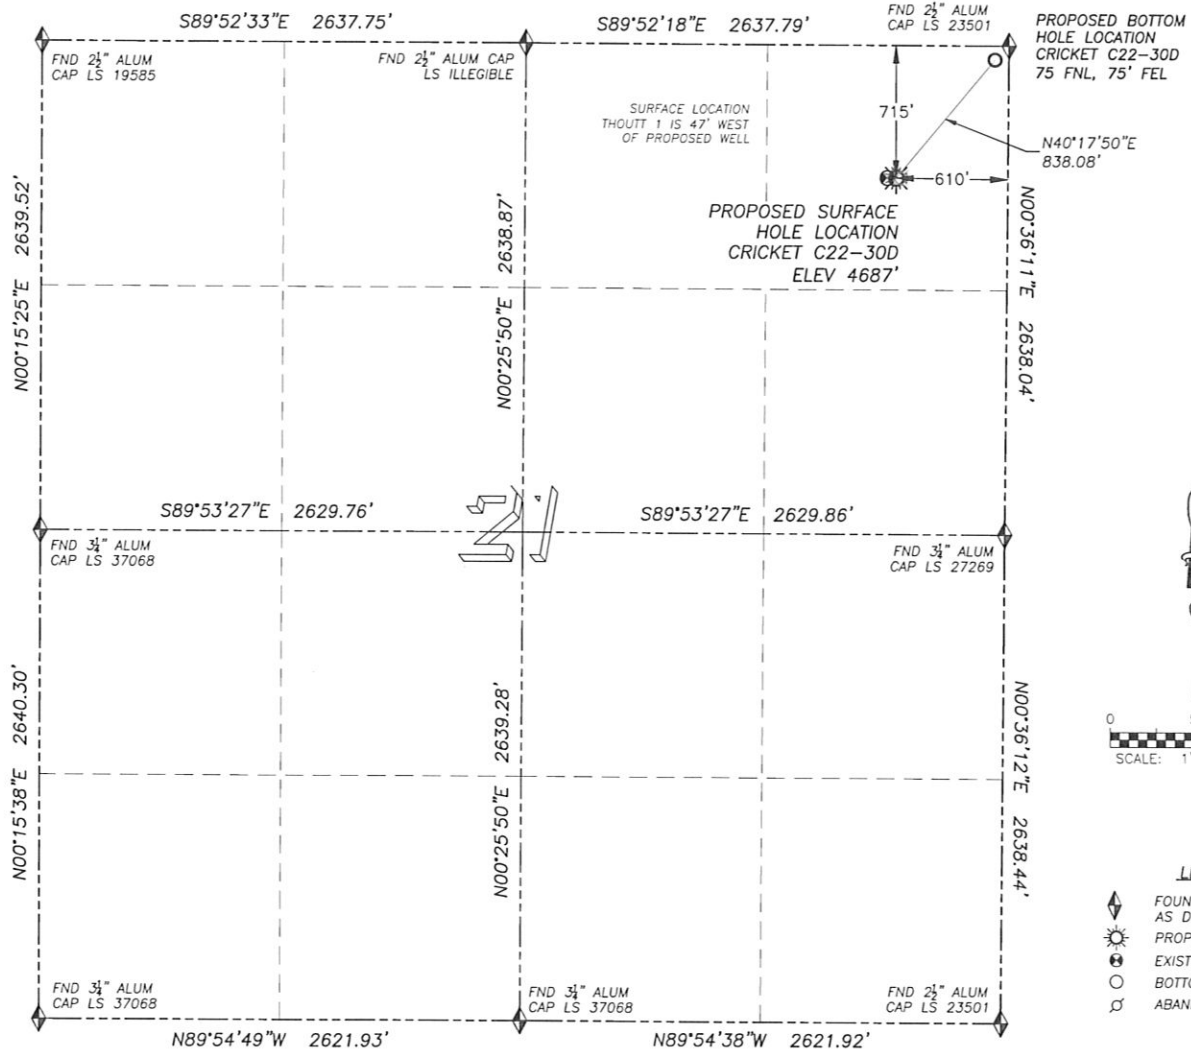 S89°52'33"E 2637.75'
S89°52'18"E 2637.79'
FND 2½" ALUM
CAP LS 23501
PROPOSED BOTTOM
HOLE LOCATION
CRICKET C22-30D
75 FNL, 75' FEL
FND 2½" ALUM
CAP LS 19585
FND 2½" ALUM CAP
LS ILLEGIBLE
SURFACE LOCATION
THOUTT 1 IS 47' WEST
OF PROPOSED WELL
715'
N40°17'50"E
838.08'
610'
PROPOSED SURFACE
HOLE LOCATION
CRICKET C22-30D
ELEV 4687'
N00°15'25"E 2639.52'
N00°25'50"E 2638.87'
N00°36'11"E 2638.04'
S89°53'27"E 2629.76'
21
S89°53'27"E 2629.86'
FND 3¼" ALUM
CAP LS 37068
FND 3¼" ALUM
CAP LS 27269
N00°15'38"E 2640.30'
N00°25'50"E 2639.28'
N00°36'12"E 2638.44'
0
SCALE: 1"
FOUN
AS D
PROP
EXIST
BOTTO
ABAN
FND 3¼" ALUM
CAP LS 37068
FND 3¼" ALUM
CAP LS 37068
FND 2½" ALUM
CAP LS 23501
N89°54'49"W 2621.93'
N89°54'38"W 2621.92'